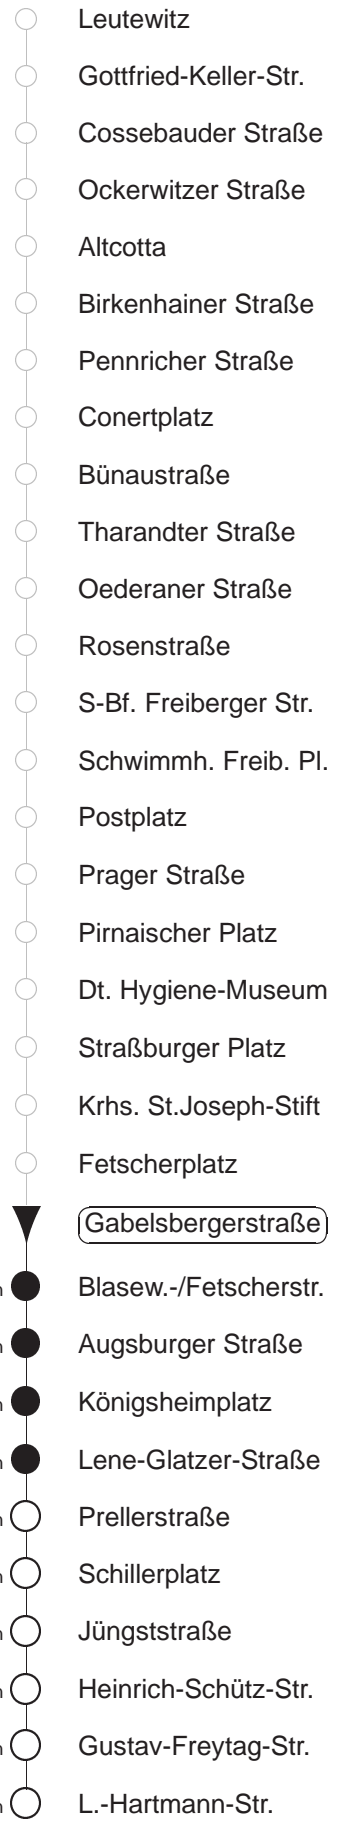 Leutewitz
Gottfried-Keller-Str.
Cossebauder Straße
Ockerwitzer Straße
Altcotta
Birkenhainer Straße
Pennricher Straße
Conertplatz
Bünaustraße
Tharandter Straße
Oederaner Straße
Rosenstraße
S-Bf. Freiberger Str.
Schwimmh. Freib. Pl.
Postplatz
Prager Straße
Pirnaischer Platz
Dt. Hygiene-Museum
Straßburger Platz
Krhs. St.Joseph-Stift
Fetscherplatz
Gabelsbergerstraße
Blasew.-/Fetscherstr.
Augsburger Straße
Königsheimplatz
Lene-Glatzer-Straße
Prellerstraße
Schillerplatz
Jüngststraße
Heinrich-Schütz-Str.
Gustav-Freytag-Str.
L.-Hartmann-Str.